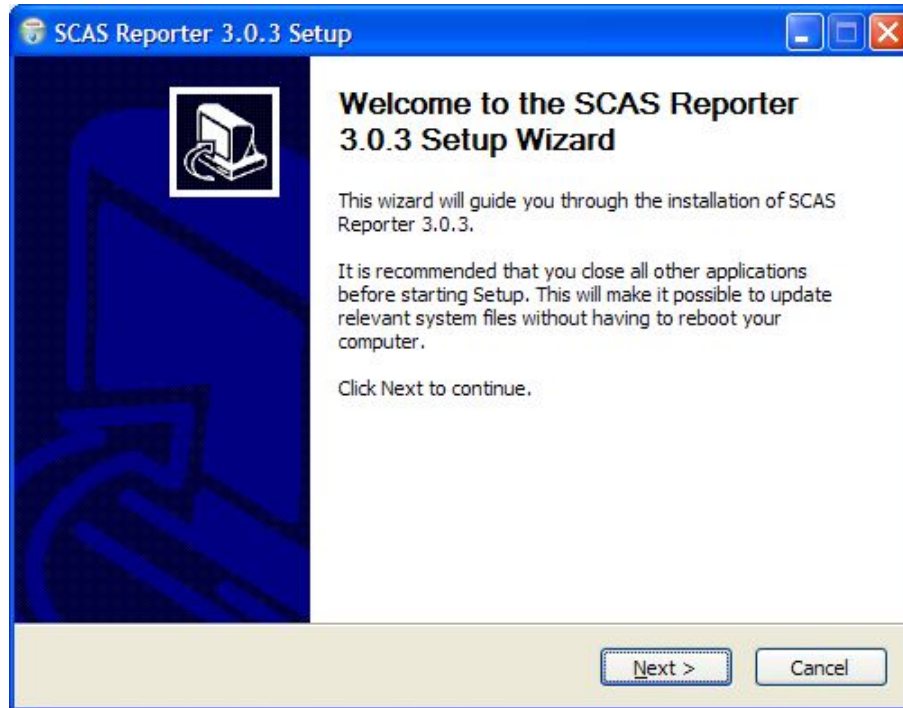 SCAS Reporter 3.0.3 Setup
Welcome to the SCAS Reporter
3.0.3 Setup Wizard
This wizard will guide you through the installation of SCAS
Reporter 3.0.3.
It is recommended that you close all other applications
before starting Setup. This will make it possible to update
relevant system files without having to reboot your
computer.
Click Next to continue.
Next >
Cancel